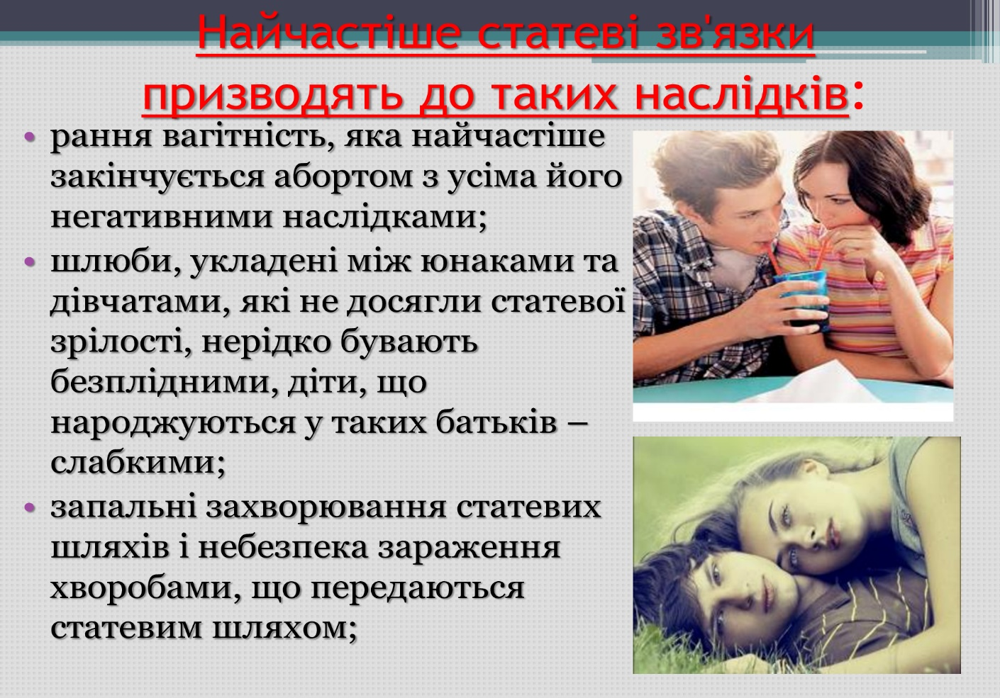 Найчастіше статеві зв'язки
призводять до таких наслідків:
• рання вагітність, яка найчастіше
закінчується абортом з усіма його
негативними наслідками;
• шлюби, укладені між юнаками та
дівчатами, які не досягли статевої
зрілості, нерідко бувають
безплідними, діти, що
народжуються у таких батьків –
слабкими;
• запальні захворювання статевих
шляхів і небезпека зараження
хворобами, що передаються
статевим шляхом;